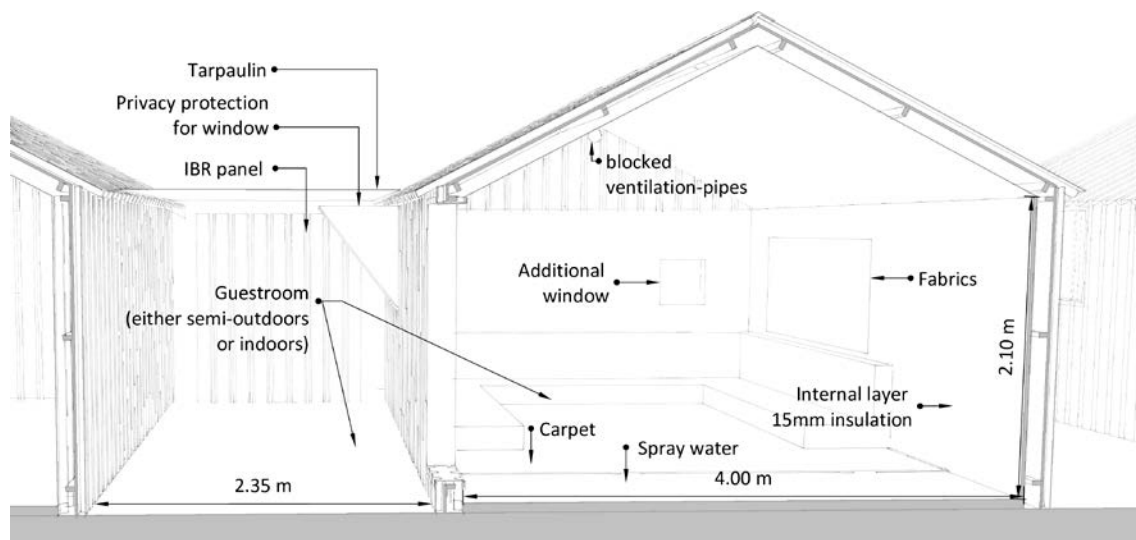 Tarpaulin
Privacy protection
for window
IBR panel
blocked
ventilation-pipes
Additional
window
Fabrics
Guestroom
(either semi-outdoors
or indoors)
2.10 m
Internal layer
15mm insulation
Carpet
Spray water
2.35 m
4.00 m